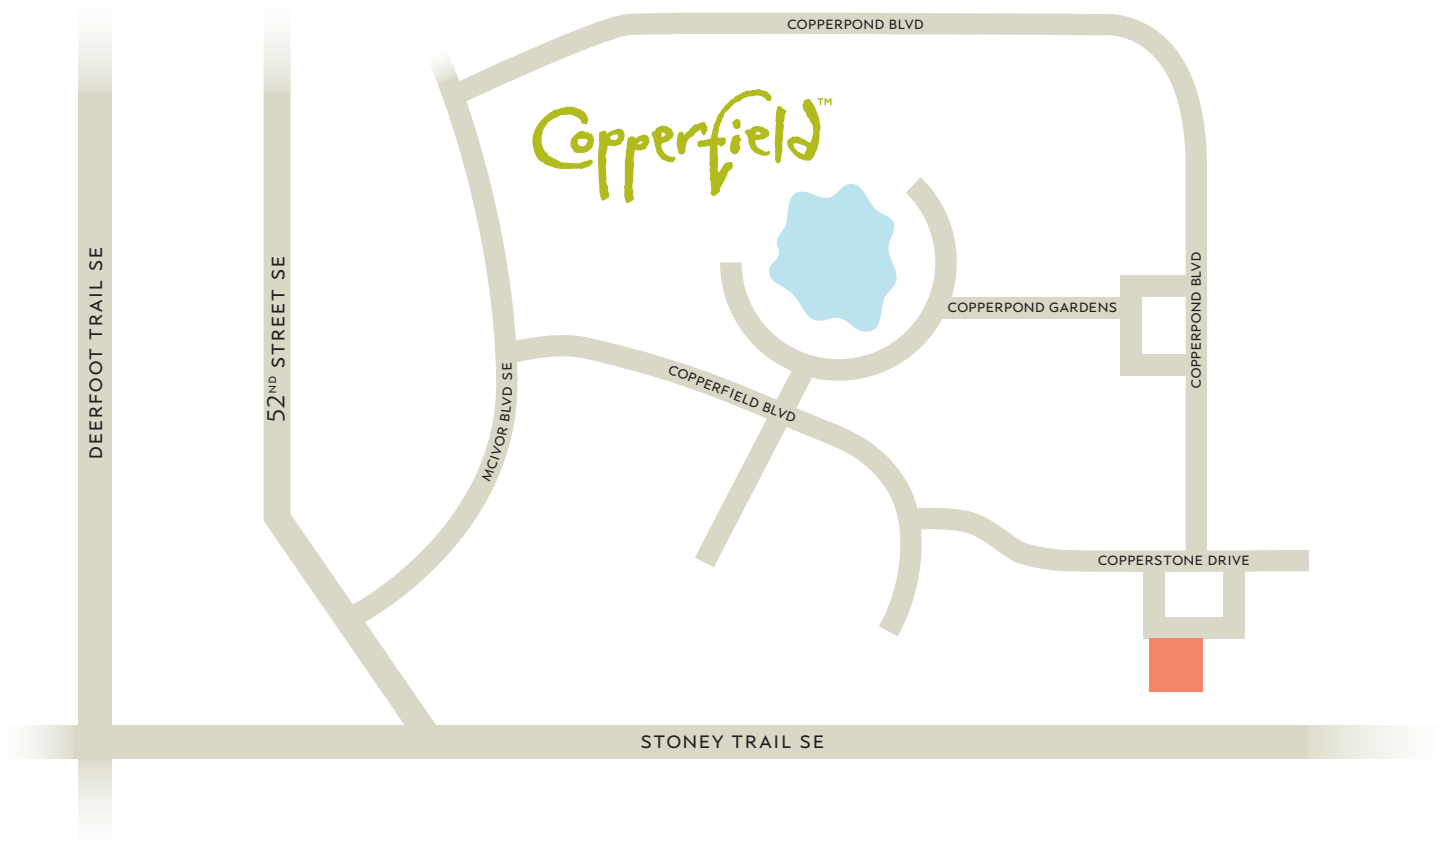 COPPERPOND BLVD
Copperfield™
DEERFOOT TRAIL SE
52ND STREET SE
MCIVOR BLVD SE
COPPERFIELD BLVD
COPPERPOND GARDENS
COPPERPOND BLVD
COPPERSTONE DRIVE
STONEY TRAIL SE